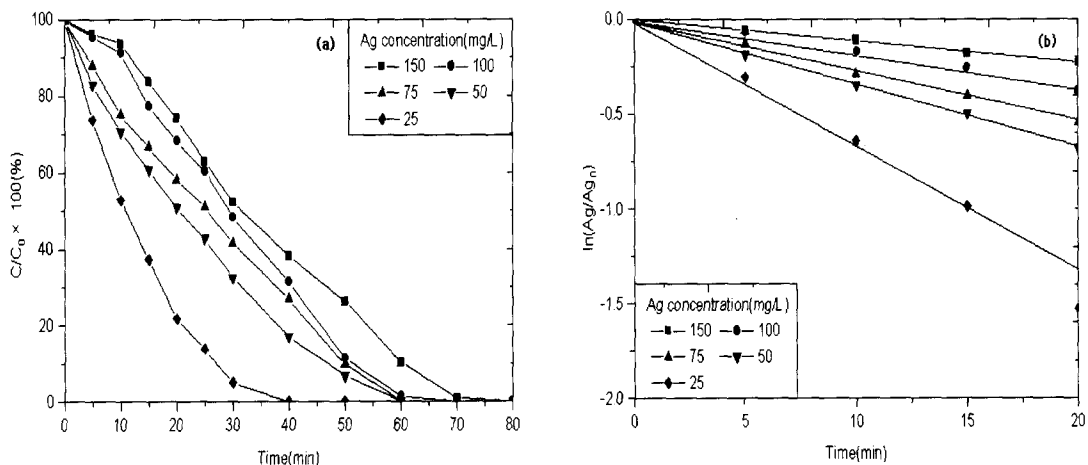 (a)
Ag concentration(mg/L)
150 100
75 50
25
100
80
60
40
20
0
C/C₀ × 100(%)
0 10 20 30 40 50 60 70 80
Time(min)
(b)
0.0
-0.5
-1.0
-1.5
-2.0
ln(Ag/Ag₀)
Ag concentration(mg/L)
150 100
75 50
25
0 5 10 15 20
Time(min)